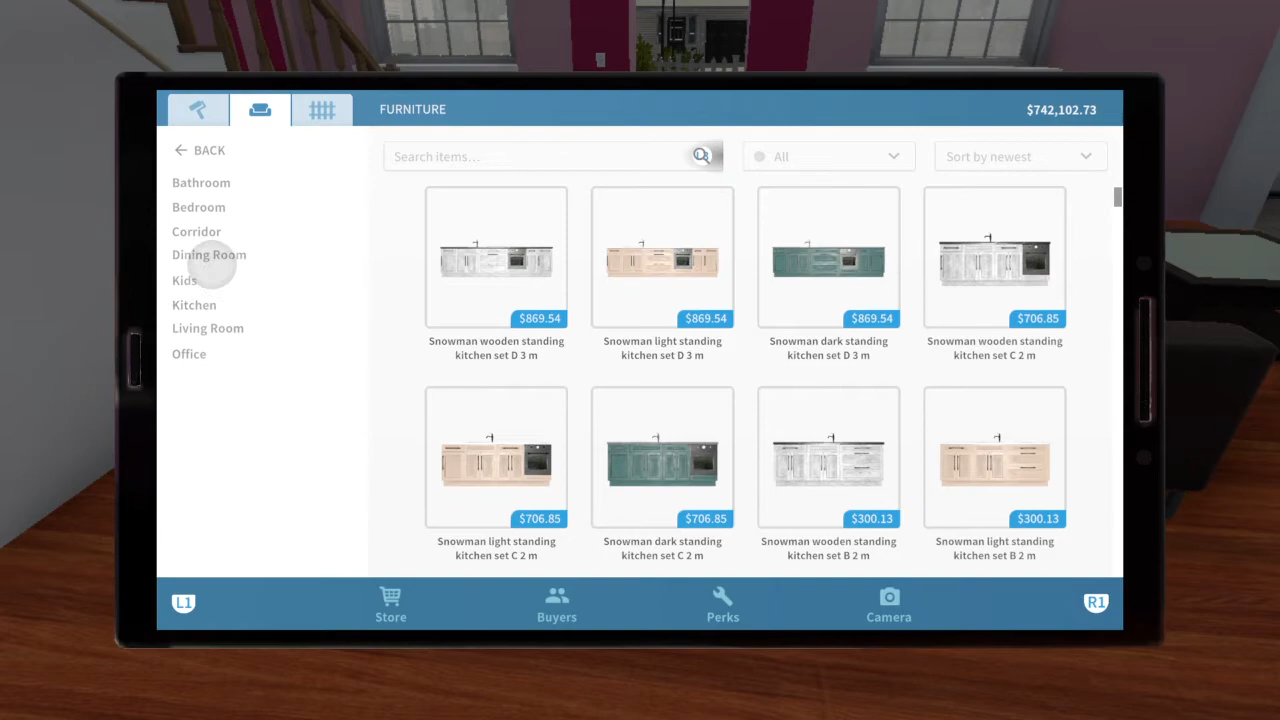 FURNITURE
$742,102.73
BACK
Search items...
All
Sort by newest
Bathroom
Bedroom
Corridor
Dining Room
Kids
Kitchen
Living Room
Office
$869.54
$869.54
$869.54
$706.85
Snowman wooden standing
kitchen set D 3 m
Snowman light standing
kitchen set D 3 m
Snowman dark standing
kitchen set D 3 m
Snowman wooden standing
kitchen set C 2 m
$706.85
$706.85
$300.13
$300.13
Snowman light standing
kitchen set C 2 m
Snowman dark standing
kitchen set C 2 m
Snowman wooden standing
kitchen set B 2 m
Snowman light standing
kitchen set B 2 m
L1
Store
Buyers
Perks
Camera
R1